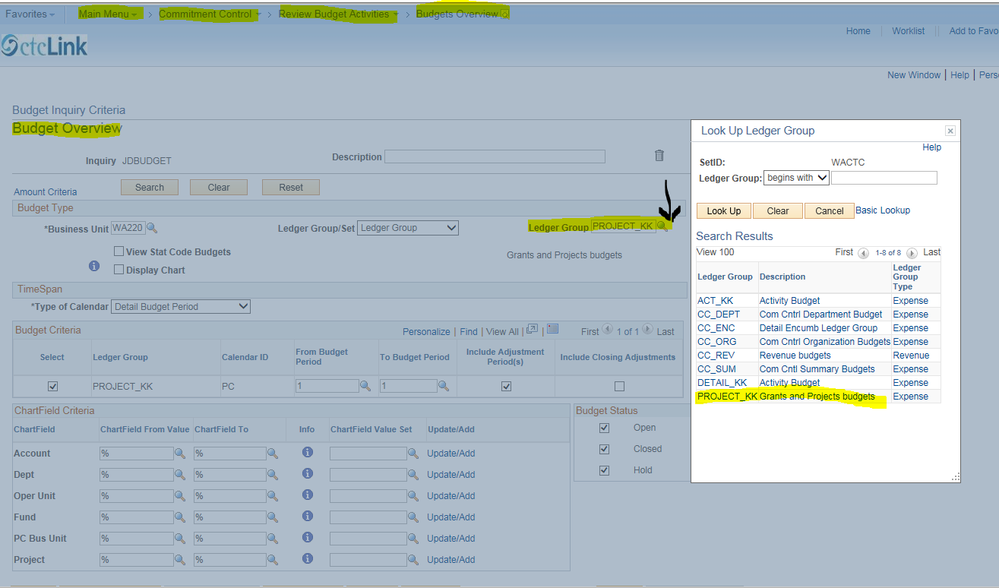 Favorites Main Menu > Commitment Control > Review Budget Activities > Budgets Overview
Home Worklist Add to Favo
ctcLink
New Window | Help | Pers
Budget Inquiry Criteria
Budget Overview
Inquiry JDBUDGET Description
Amount Criteria Search Clear Reset
Budget Type
*Business Unit WA220 Ledger Group/Set Ledger Group Ledger Group PROJECT_KK
View Stat Code Budgets Grants and Projects budgets
Display Chart
TimeSpan
*Type of Calendar Detail Budget Period
Budget Criteria Personalize | Find | View All | | First 1 of 1 Last
Select Ledger Group Calendar ID From Budget Period To Budget Period Include Adjustment Period(s) Include Closing Adjustments
PROJECT_KK PC 1 1
ChartField Criteria
ChartField ChartField From Value ChartField To Info ChartField Value Set Update/Add
Account % % Update/Add
Dept % % Update/Add
Oper Unit % % Update/Add
Fund % % Update/Add
PC Bus Unit % % Update/Add
Project % % Update/Add
Budget Status
Open
Closed
Hold
Look Up Ledger Group
Help
SetID: WACTC
Ledger Group: begins with
Look Up Clear Cancel Basic Lookup
Search Results
View 100 First 1-8 of 8 Last
Ledger Group Description Ledger Group Type
ACT_KK Activity Budget Expense
CC_DEPT Com Cntrl Department Budget Expense
CC_ENC Detail Encumb Ledger Group Expense
CC_ORG Com Cntrl Organization Budgets Expense
CC_REV Revenue budgets Revenue
CC_SUM Com Cntl Summary Budgets Expense
DETAIL_KK Activity Budget Expense
PROJECT_KK Grants and Projects budgets Expense